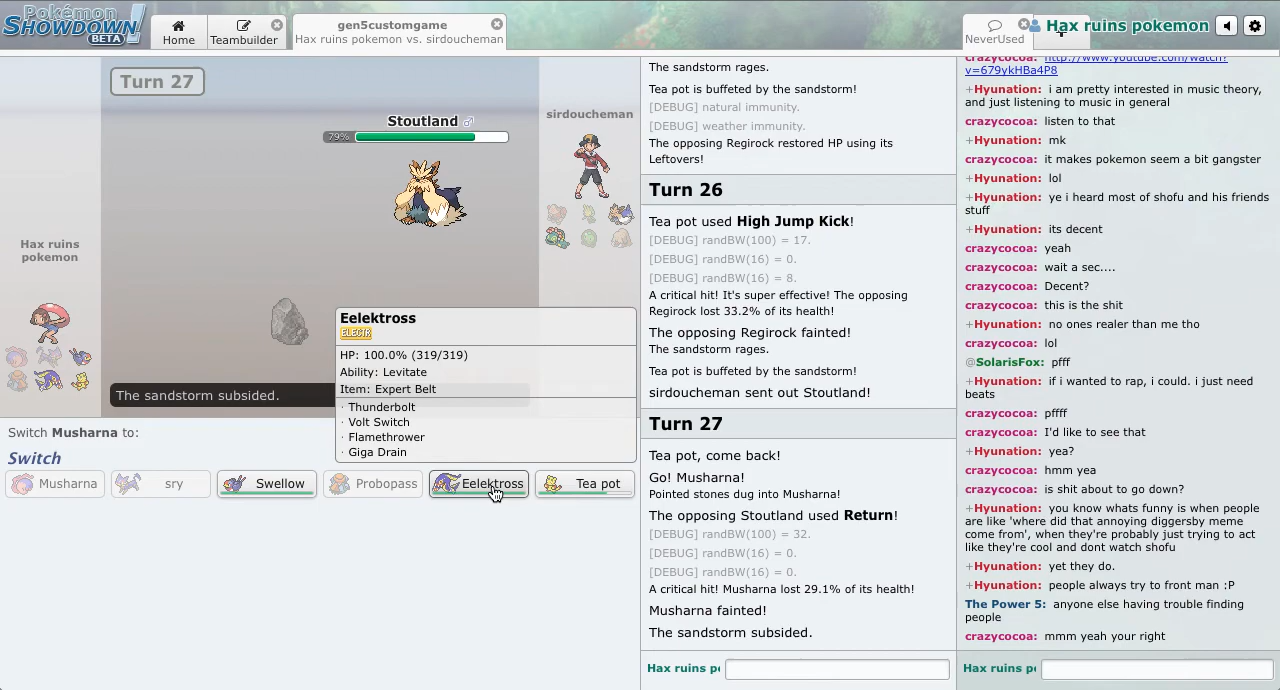 Pokémon
SHOWDOWN!
BETA
Home
Teambuilder
gen5customgame
Hax ruins pokemon vs. sirdoucheman
NeverUsed
Hax ruins pokemon
Turn 27
Stoutland ♂
79%
sirdoucheman
Hax ruins
pokemon
The sandstorm subsided.
Eelektross
ELECTR
HP: 100.0% (319/319)
Ability: Levitate
Item: Expert Belt
· Thunderbolt
· Volt Switch
· Flamethrower
· Giga Drain
Switch Musharna to:
Switch
Musharna
sry
Swellow
Probopass
Eelektross
Tea pot
The sandstorm rages.
Tea pot is buffeted by the sandstorm!
[DEBUG] natural immunity.
[DEBUG] weather immunity.
The opposing Regirock restored HP using its
Leftovers!
Turn 26
Tea pot used High Jump Kick!
[DEBUG] randBW(100) = 17.
[DEBUG] randBW(16) = 0.
[DEBUG] randBW(16) = 8.
A critical hit! It's super effective! The opposing
Regirock lost 33.2% of its health!
The opposing Regirock fainted!
The sandstorm rages.
Tea pot is buffeted by the sandstorm!
sirdoucheman sent out Stoutland!
Turn 27
Tea pot, come back!
Go! Musharna!
Pointed stones dug into Musharna!
The opposing Stoutland used Return!
[DEBUG] randBW(100) = 32.
[DEBUG] randBW(16) = 0.
[DEBUG] randBW(16) = 0.
A critical hit! Musharna lost 29.1% of its health!
Musharna fainted!
The sandstorm subsided.
Hax ruins p
crazycocoa: http://www.youtube.com/watch?
v=679ykHBa4P8
+Hyunation: i am pretty interested in music theory,
and just listening to music in general
crazycocoa: listen to that
+Hyunation: mk
crazycocoa: it makes pokemon seem a bit gangster
+Hyunation: lol
+Hyunation: ye i heard most of shofu and his friends
stuff
+Hyunation: its decent
crazycocoa: yeah
crazycocoa: wait a sec....
crazycocoa: Decent?
crazycocoa: this is the shit
+Hyunation: no ones realer than me tho
crazycocoa: lol
@SolarisFox: pfff
+Hyunation: if i wanted to rap, i could. i just need
beats
crazycocoa: pffff
crazycocoa: I'd like to see that
+Hyunation: yea?
crazycocoa: hmm yea
crazycocoa: is shit about to go down?
+Hyunation: you know whats funny is when people
are like 'where did that annoying diggersby meme
come from', when they're probably just trying to act
like they're cool and dont watch shofu
+Hyunation: yet they do.
+Hyunation: people always try to front man :P
The Power 5: anyone else having trouble finding
people
crazycocoa: mmm yeah your right
Hax ruins p